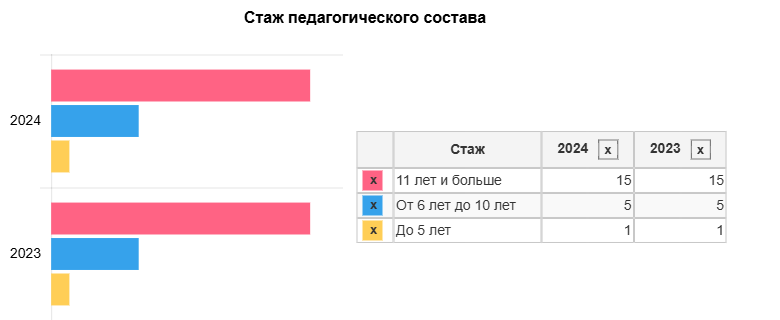 Стаж педагогического состава
2024
2023
Стаж 2024 x 2023 x
x 11 лет и больше 15 15
x От 6 лет до 10 лет 5 5
x До 5 лет 1 1